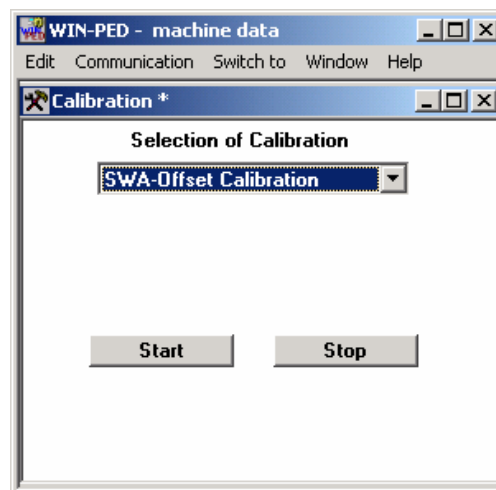 WIN-PED - machine data
Edit Communication Switch to Window Help
Calibration *
Selection of Calibration
SWA-Offset Calibration
Start Stop